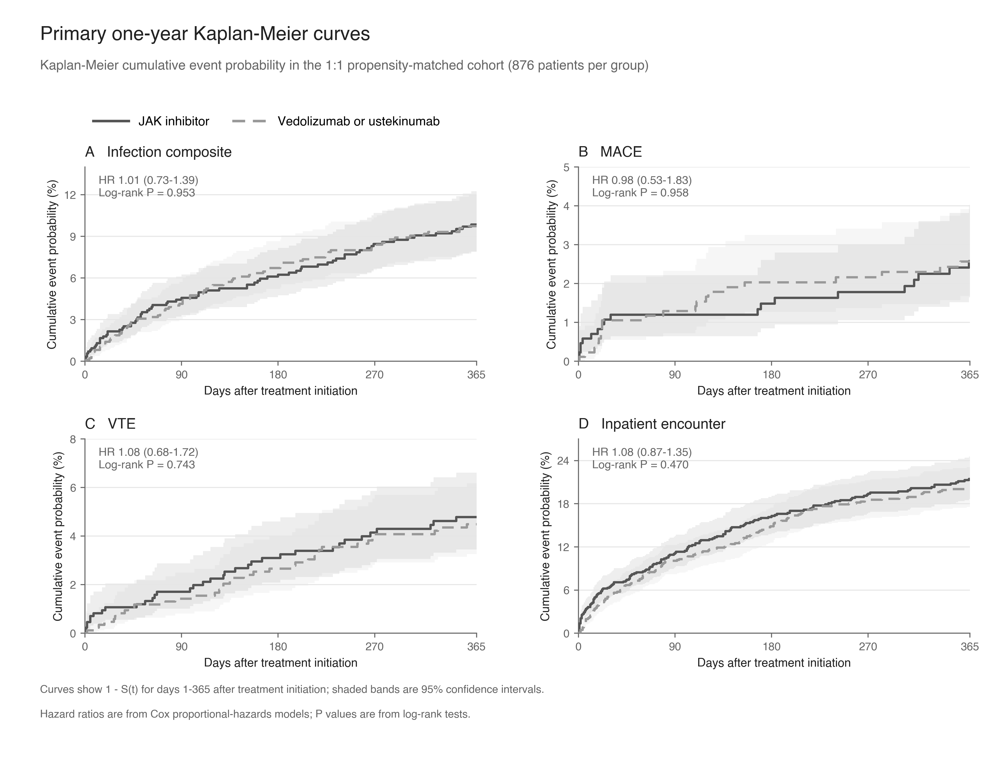 Primary one-year Kaplan-Meier curves
Kaplan-Meier cumulative event probability in the 1:1 propensity-matched cohort (876 patients per group)
JAK inhibitor
Vedolizumab or ustekinumab
A Infection composite
HR 1.01 (0.73-1.39)
Log-rank P = 0.953
Cumulative event probability (%)
12
9
6
3
0
0 90 180 270 365
Days after treatment initiation
B MACE
HR 0.98 (0.53-1.83)
Log-rank P = 0.958
Cumulative event probability (%)
5
4
3
2
1
0
0 90 180 270 365
Days after treatment initiation
C VTE
HR 1.08 (0.68-1.72)
Log-rank P = 0.743
Cumulative event probability (%)
8
6
4
2
0
0 90 180 270 365
Days after treatment initiation
D Inpatient encounter
HR 1.08 (0.87-1.35)
Log-rank P = 0.470
Cumulative event probability (%)
24
18
12
6
0
0 90 180 270 365
Days after treatment initiation
Curves show 1 - S(t) for days 1-365 after treatment initiation; shaded bands are 95% confidence intervals.
Hazard ratios are from Cox proportional-hazards models; P values are from log-rank tests.